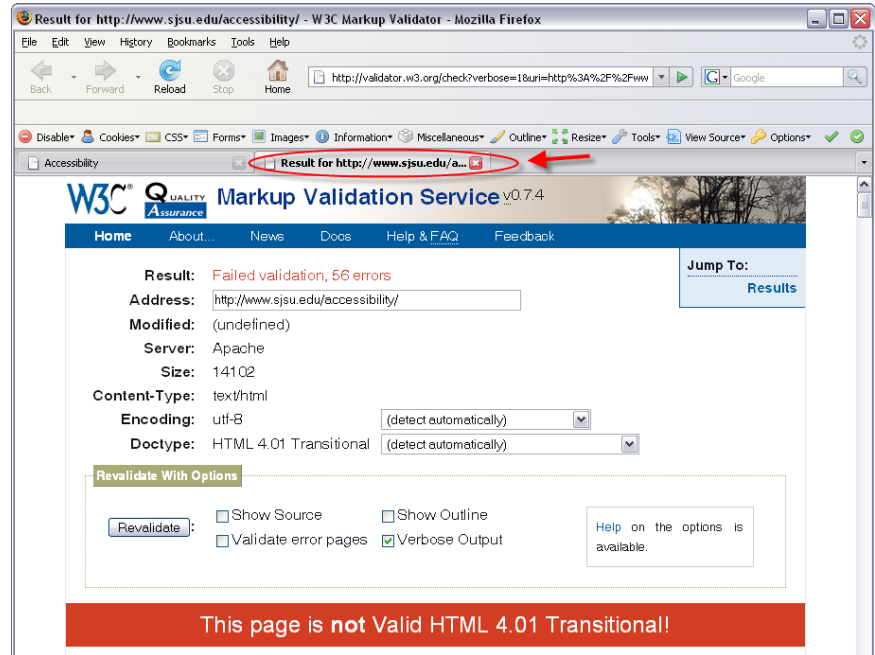 Result for http://www.sjsu.edu/accessibility/ - W3C Markup Validator - Mozilla Firefox
File Edit View History Bookmarks Tools Help
Back Forward Reload Stop Home http://validator.w3.org/check?verbose=1&uri=http%3A%2F%2Fww G Google
Disable Cookies CSS Forms Images Information Miscellaneous Outline Resize Tools View Source Options
Accessibility Result for http://www.sjsu.edu/a...
W3C® Quality Assurance Markup Validation Service v0.7.4
Home About... News Docs Help & FAQ Feedback
Jump To:
Results
Result: Failed validation, 56 errors
Address: http://www.sjsu.edu/accessibility/
Modified: (undefined)
Server: Apache
Size: 14102
Content-Type: text/html
Encoding: utf-8 (detect automatically)
Doctype: HTML 4.01 Transitional (detect automatically)
Revalidate With Options
Revalidate : Show Source Show Outline
Validate error pages Verbose Output
Help on the options is
available.
This page is not Valid HTML 4.01 Transitional!